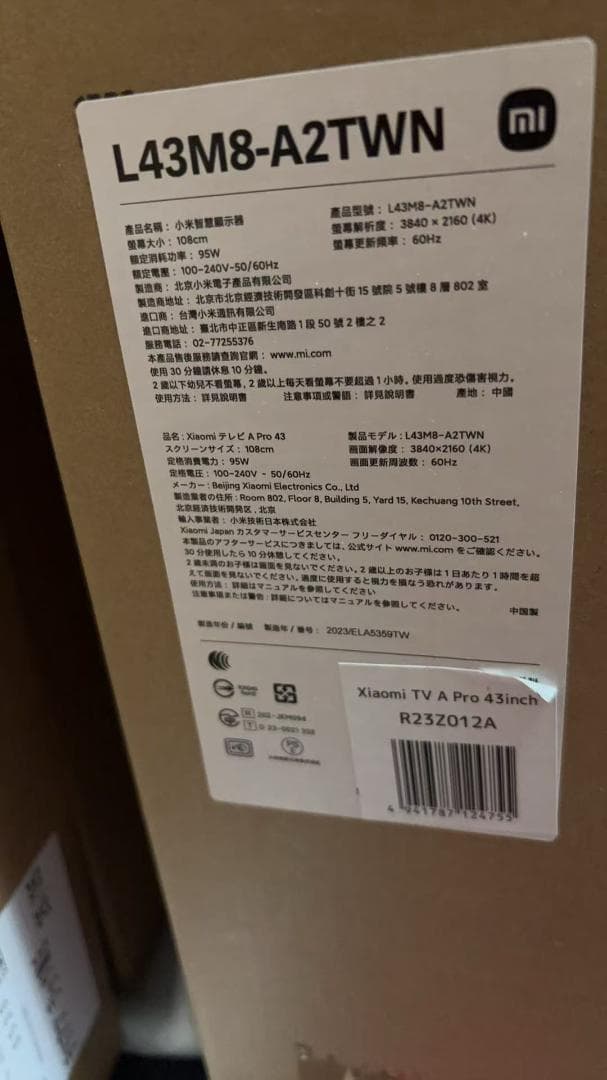 L43M8-A2TWN
mi
產品名稱：小米智慧顯示器
產品型號：L43M8-A2TWN
螢幕大小：108cm
螢幕解析度：3840 × 2160 (4K)
額定消耗功率：95W
螢幕更新頻率：60Hz
額定電壓：100-240V~50/60Hz
製造商：北京小米電子產品有限公司
製造商地址：北京市北京經濟技術開發區科創十街 15 號院 5 號樓 8 層 802 室
進口商：台灣小米通訊有限公司
進口商地址：臺北市中正區新生南路 1 段 50 號 2 樓之 2
服務電話：02-77255376
本產品售後服務請查詢官網：www.mi.com
使用 30 分鐘請休息 10 分鐘。
2 歲以下幼兒不看螢幕，2 歲以上每天看螢幕不要超過 1 小時。使用過度恐傷害視力。
使用方法：詳見說明書 注意事項或警語：詳見說明書 產地：中國
品名：Xiaomi テレビ A Pro 43
製品モデル：L43M8-A2TWN
スクリーンサイズ：108cm
画面解像度：3840×2160 (4K)
定格消費電力：95W
画面更新周波数：60Hz
定格電圧：100-240V ~ 50/60Hz
メーカー：Beijing Xiaomi Electronics Co., Ltd
製造業者の住所：Room 802, Floor 8, Building 5, Yard 15, Kechuang 10th Street,
北京経済技術開発区, 北京
輸入事業者：小米技術日本株式会社
Xiaomi Japan カスタマーサービスセンター フリーダイヤル：0120-300-521
本製品のアフターサービスにつきましては、公式サイト www.mi.com をご確認ください。
30 分使用したら 10 分休憩してください。
2 歳未満のお子様は画面を見ないでください。2 歳以上のお子様は 1 日あたり 1 時間を超
えて画面を見ないでください。過度に使用すると視力を損なう恐れがあります。
使用方法：詳細はマニュアルを参照してください
注意事項または警告：詳細についてはマニュアルを参照してください。
中国製
製造年份 / 編號 製造年 / 番号：2023/ELA5359TW
Xiaomi TV A Pro 43inch
R23Z012A
4 941787 124755